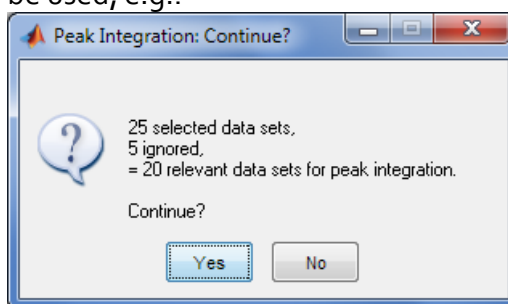 be used, e.g.:
Peak Integration: Continue?
25 selected data sets,
5 ignored,
= 20 relevant data sets for peak integration.
Continue?
Yes No